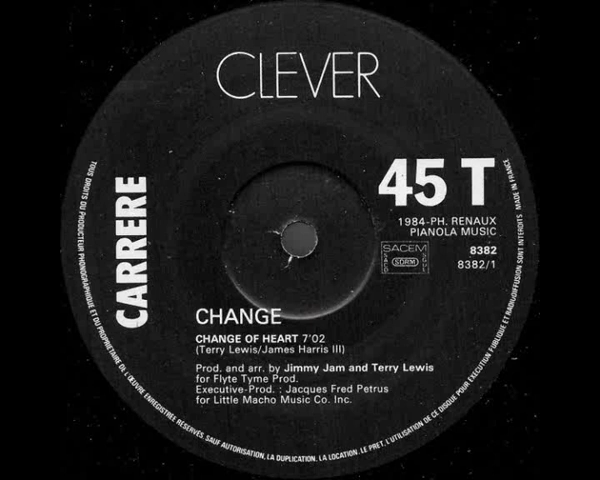 CLEVER
CARRERE
45 T
1984-PH. RENAUX
PIANOLA MUSIC
SACEM
SACD
SDRM
SGDL
8382
8382/1
CHANGE
CHANGE OF HEART 7'02
(Terry Lewis/James Harris III)
Prod. and arr. by Jimmy Jam and Terry Lewis
for Flyte Tyme Prod.
Executive-Prod. : Jacques Fred Petrus
for Little Macho Music Co. Inc.
TOUS DROITS DU PRODUCTEUR PHONOGRAPHIQUE ET DU PROPRIETAIRE DE L'ŒUVRE ENREGISTREE RESERVES. SAUF AUTORISATION, LA DUPLICATION, LA LOCATION, LE PRET, L'UTILISATION DE CE DISQUE POUR EXECUTION PUBLIQUE ET RADIODIFFUSION SONT INTERDITS MADE IN FRANCE